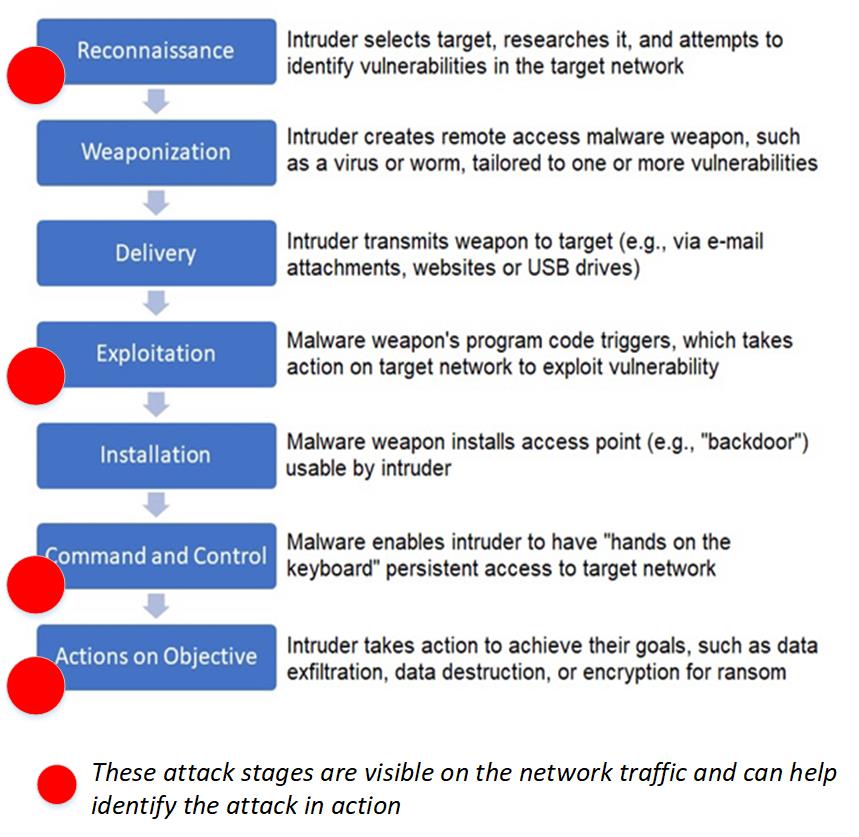 Reconnaissance
Intruder selects target, researches it, and attempts to
identify vulnerabilities in the target network
Weaponization
Intruder creates remote access malware weapon, such
as a virus or worm, tailored to one or more vulnerabilities
Delivery
Intruder transmits weapon to target (e.g., via e-mail
attachments, websites or USB drives)
Exploitation
Malware weapon's program code triggers, which takes
action on target network to exploit vulnerability
Installation
Malware weapon installs access point (e.g., "backdoor")
usable by intruder
Command and Control
Malware enables intruder to have "hands on the
keyboard" persistent access to target network
Actions on Objective
Intruder takes action to achieve their goals, such as data
exfiltration, data destruction, or encryption for ransom
These attack stages are visible on the network traffic and can help
identify the attack in action